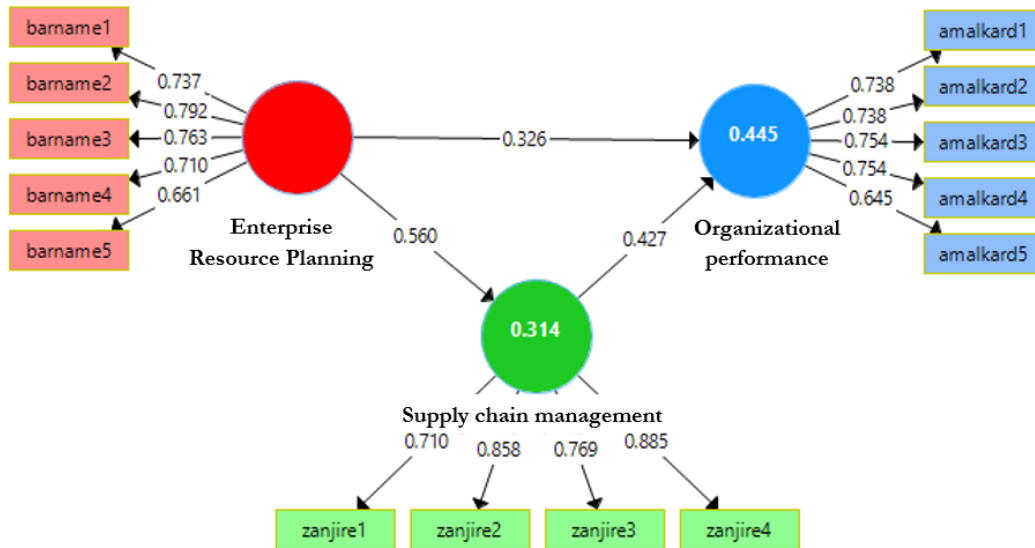 barname1
barname2
barname3
barname4
barname5
0.737
0.792
0.763
0.710
0.661
Enterprise
Resource Planning
0.326
0.560
0.427
0.445
Organizational
performance
0.738
0.738
0.754
0.754
0.645
amalkard1
amalkard2
amalkard3
amalkard4
amalkard5
0.314
Supply chain management
0.710
0.858
0.769
0.885
zanjire1
zanjire2
zanjire3
zanjire4